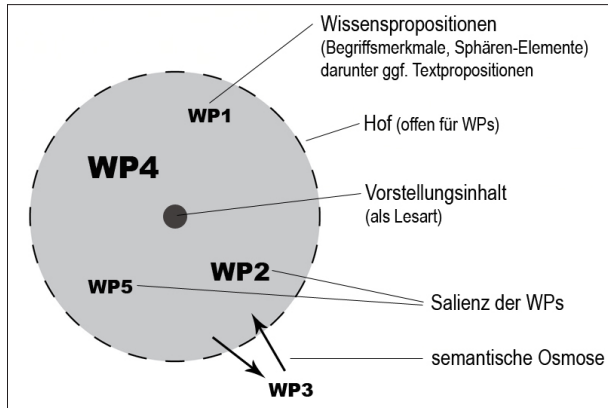 Wissenspropositionen
(Begriffsmerkmale, Sphären-Elemente)
darunter ggf. Textpropositionen
WP1
Hof (offen für WPs)
WP4
Vorstellungsinhalt
(als Lesart)
WP2
WP5
Salienz der WPs
semantische Osmose
WP3